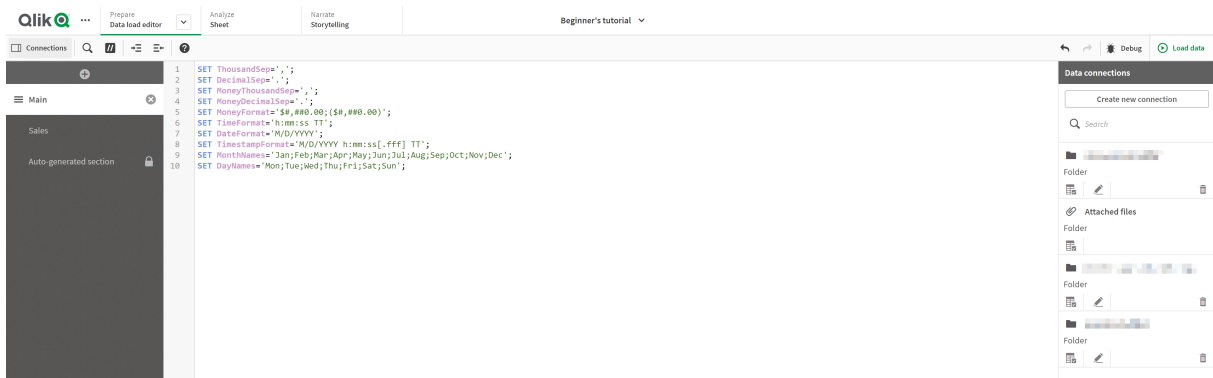 Qlik
Prepare
Data load editor
Analyze
Sheet
Narrate
Storytelling
Beginner's tutorial
Connections
//
?
Debug
Load data
Main
Sales
Auto-generated section
1 SET ThousandSep=',';
2 SET DecimalSep='.';
3 SET MoneyThousandSep=',';
4 SET MoneyDecimalSep='.';
5 SET MoneyFormat='$#,##0.00;($#,##0.00)';
6 SET TimeFormat='h:mm:ss TT';
7 SET DateFormat='M/D/YYYY';
8 SET TimestampFormat='M/D/YYYY h:mm:ss[.fff] TT';
9 SET MonthNames='Jan;Feb;Mar;Apr;May;Jun;Jul;Aug;Sep;Oct;Nov;Dec';
10 SET DayNames='Mon;Tue;Wed;Thu;Fri;Sat;Sun';
Data connections
Create new connection
Search
Folder
Attached files
Folder
Folder
Folder